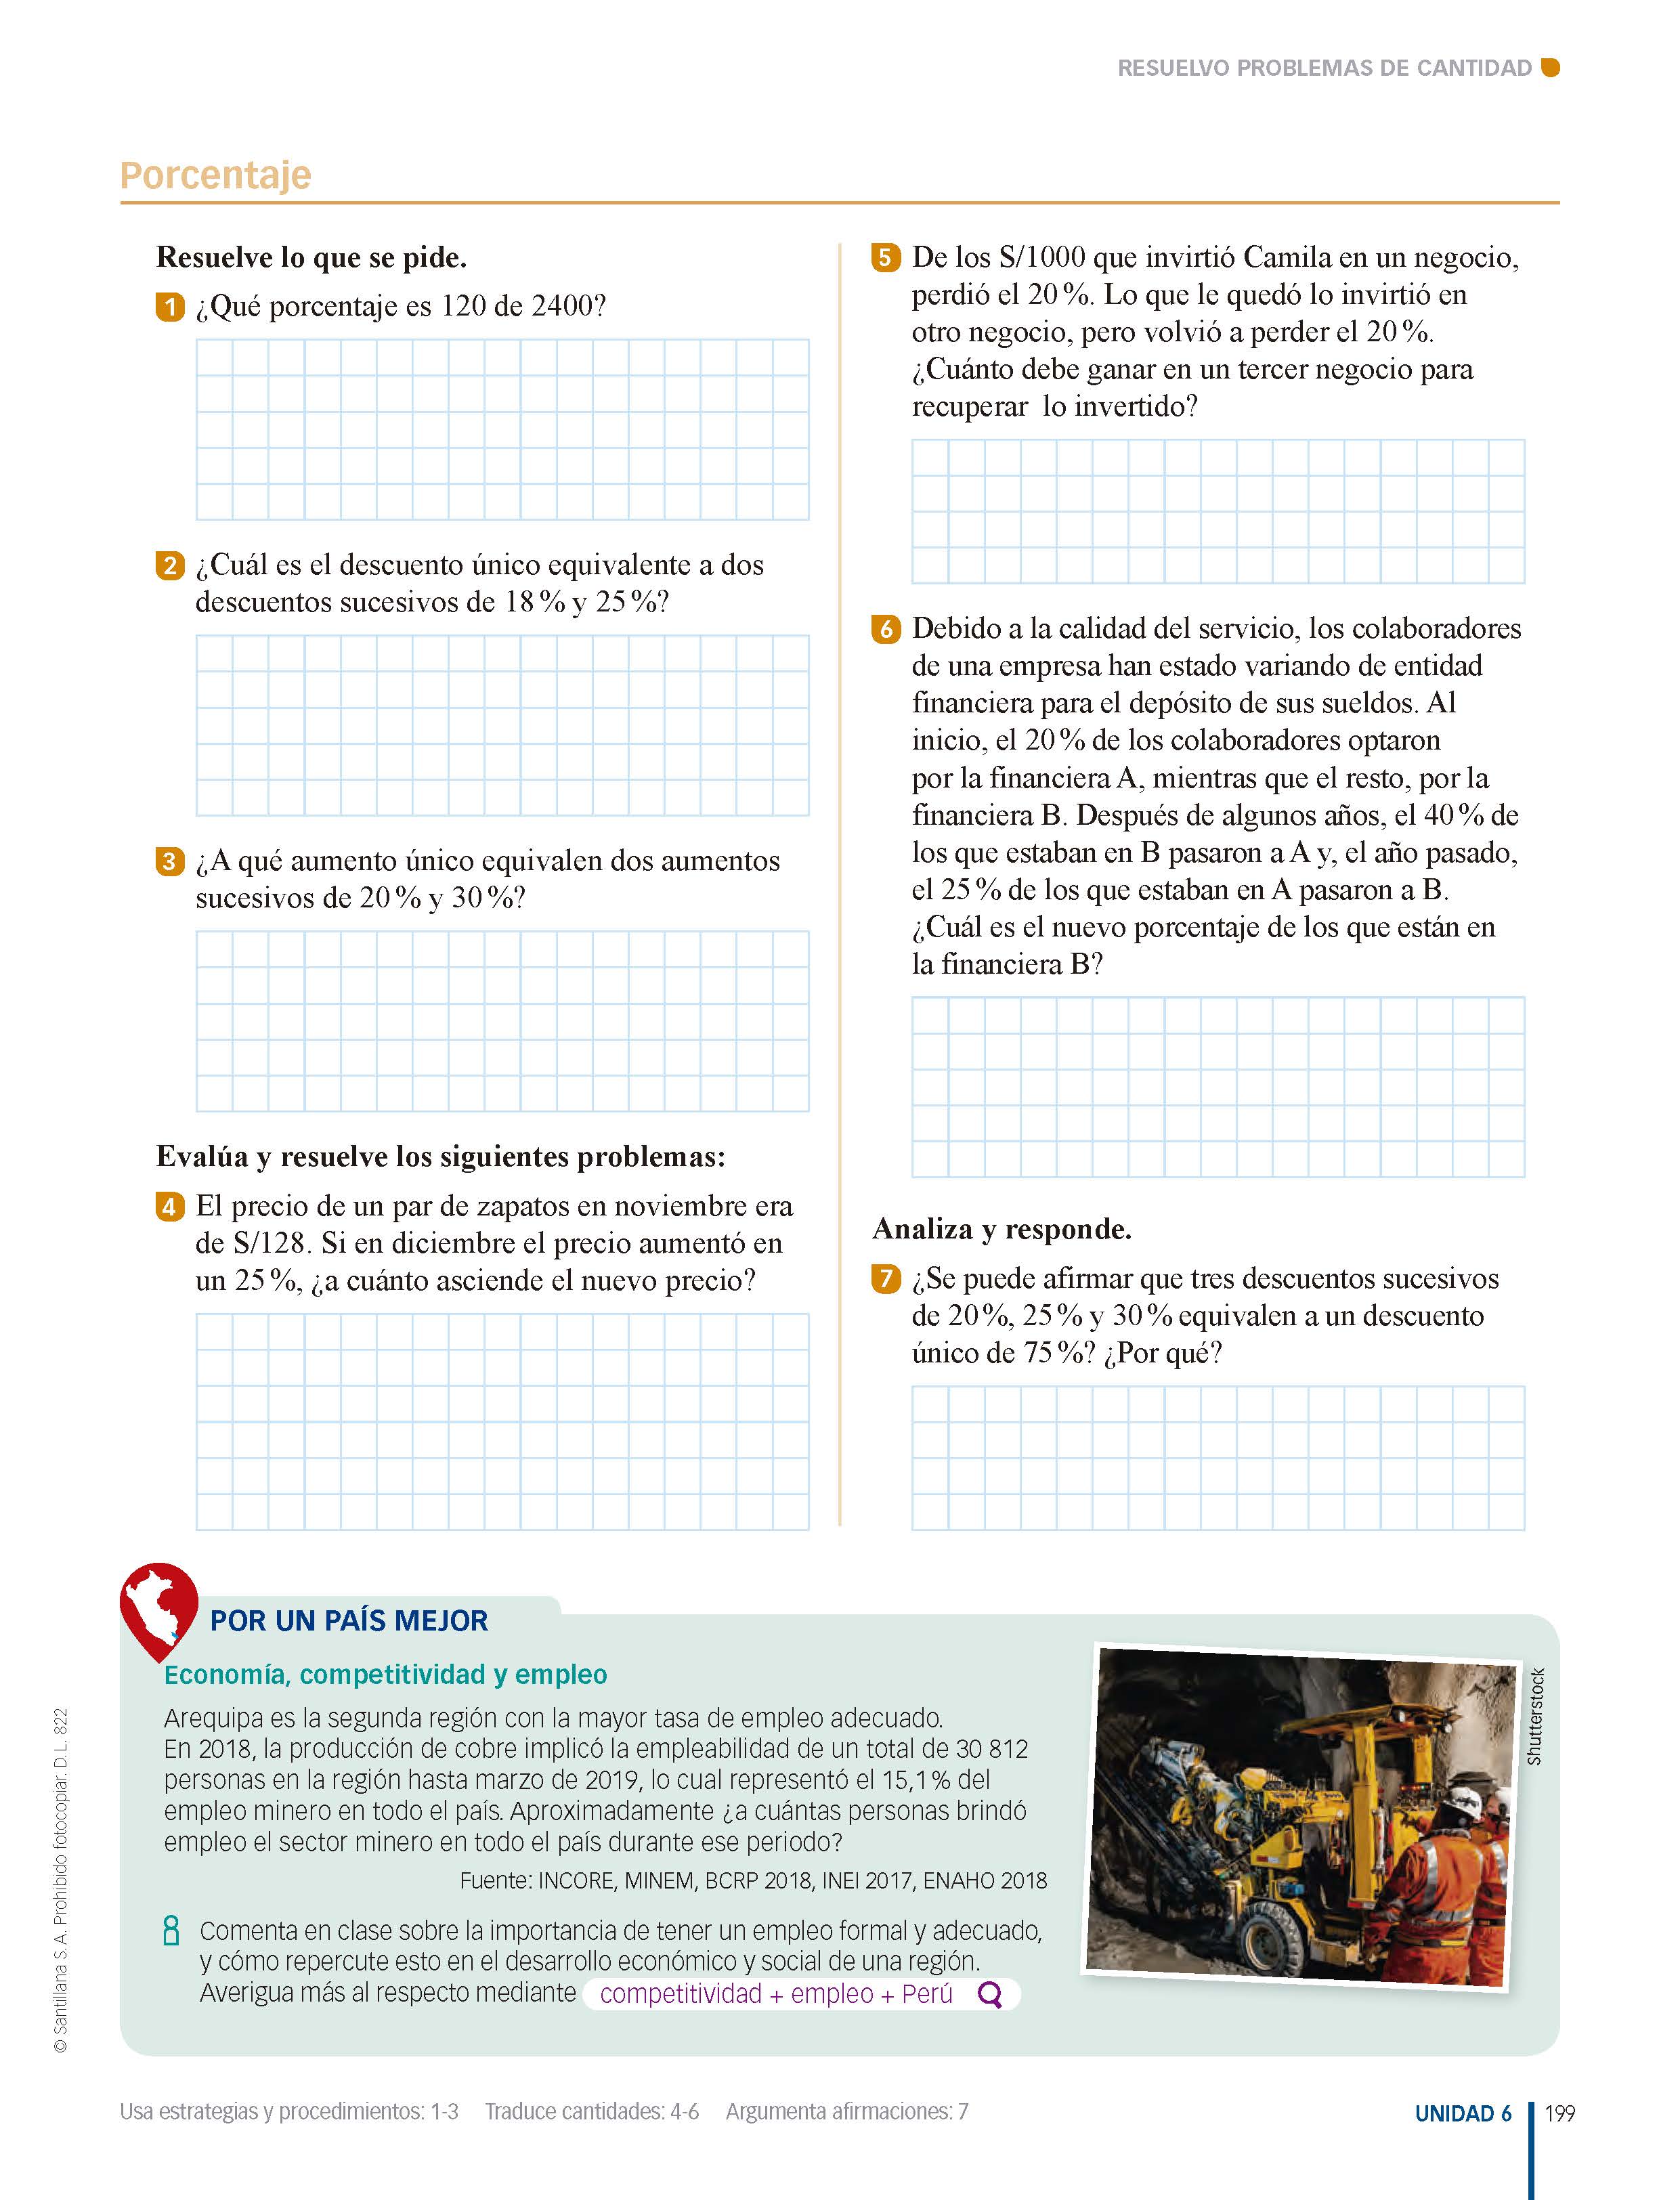 RESUELVO PROBLEMAS DE CANTIDAD
Porcentaje
Resuelve lo que se pide.
1 ¿Qué porcentaje es 120 de 2400?
2 ¿Cuál es el descuento único equivalente a dos
descuentos sucesivos de 18 % y 25 %?
3 ¿A qué aumento único equivalen dos aumentos
sucesivos de 20 % y 30 %?
Evalúa y resuelve los siguientes problemas:
4 El precio de un par de zapatos en noviembre era
de S/128. Si en diciembre el precio aumentó en
un 25 %, ¿a cuánto asciende el nuevo precio?
5 De los S/1000 que invirtió Camila en un negocio,
perdió el 20 %. Lo que le quedó lo invirtió en
otro negocio, pero volvió a perder el 20 %.
¿Cuánto debe ganar en un tercer negocio para
recuperar lo invertido?
6 Debido a la calidad del servicio, los colaboradores
de una empresa han estado variando de entidad
financiera para el depósito de sus sueldos. Al
inicio, el 20 % de los colaboradores optaron
por la financiera A, mientras que el resto, por la
financiera B. Después de algunos años, el 40 % de
los que estaban en B pasaron a A y, el año pasado,
el 25 % de los que estaban en A pasaron a B.
¿Cuál es el nuevo porcentaje de los que están en
la financiera B?
Analiza y responde.
7 ¿Se puede afirmar que tres descuentos sucesivos
de 20 %, 25 % y 30 % equivalen a un descuento
único de 75 %? ¿Por qué?
POR UN PAÍS MEJOR
Economía, competitividad y empleo
Arequipa es la segunda región con la mayor tasa de empleo adecuado.
En 2018, la producción de cobre implicó la empleabilidad de un total de 30 812
personas en la región hasta marzo de 2019, lo cual representó el 15,1 % del
empleo minero en todo el país. Aproximadamente ¿a cuántas personas brindó
empleo el sector minero en todo el país durante ese periodo?
Fuente: INCORE, MINEM, BCRP 2018, INEI 2017, ENAHO 2018
Comenta en clase sobre la importancia de tener un empleo formal y adecuado,
y cómo repercute esto en el desarrollo económico y social de una región.
Averigua más al respecto mediante competitividad + empleo + Perú
Shutterstock
© Santillana S. A. Prohibido fotocopiar. D. L. 822
Usa estrategias y procedimientos: 1-3 Traduce cantidades: 4-6 Argumenta afirmaciones: 7
UNIDAD 6 199